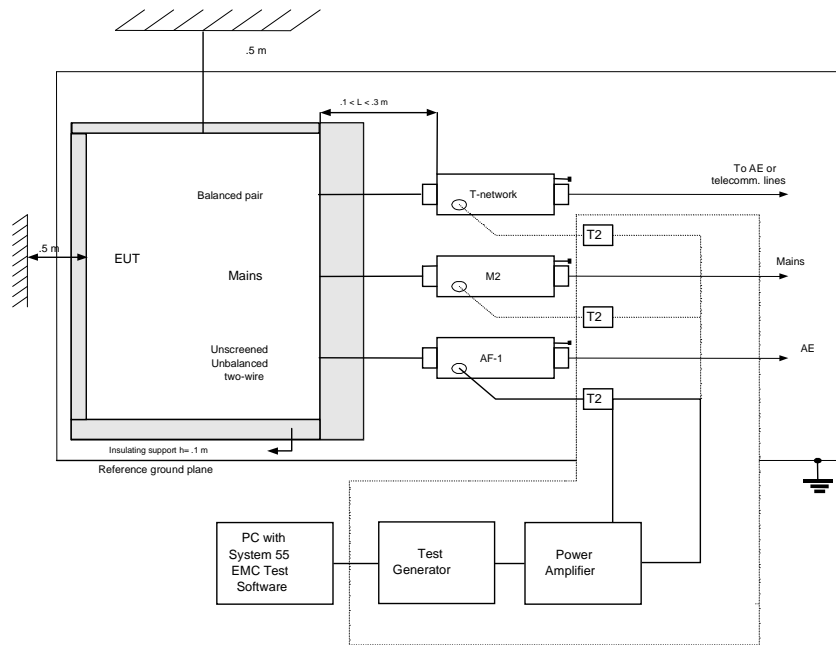 .5 m
.1 < L < .3 m
To AE or
telecomm. lines
Balanced pair
T-network
T2
.5 m
EUT
Mains
M2
Mains
T2
Unscreened
Unbalanced
two-wire
AF-1
AE
T2
Insulating support h= .1 m
Reference ground plane
PC with
System 55
EMC Test
Software
Test
Generator
Power
Amplifier